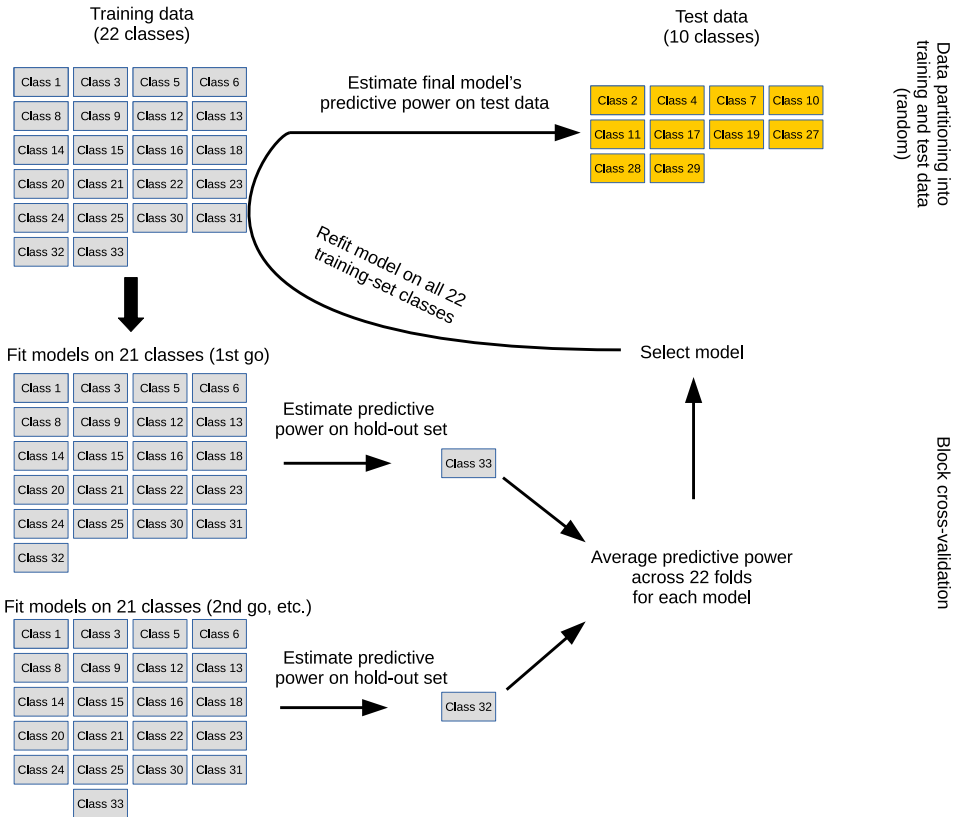 Training data
(22 classes)
Test data
(10 classes)
Class 1 Class 3 Class 5 Class 6
Class 8 Class 9 Class 12 Class 13
Class 14 Class 15 Class 16 Class 18
Class 20 Class 21 Class 22 Class 23
Class 24 Class 25 Class 30 Class 31
Class 32 Class 33
Estimate final model's
predictive power on test data
Class 2 Class 4 Class 7 Class 10
Class 11 Class 17 Class 19 Class 27
Class 28 Class 29
Data partitioning into
training and test data
(random)
Refit model on all 22
training-set classes
Select model
Fit models on 21 classes (1st go)
Class 1 Class 3 Class 5 Class 6
Class 8 Class 9 Class 12 Class 13
Class 14 Class 15 Class 16 Class 18
Class 20 Class 21 Class 22 Class 23
Class 24 Class 25 Class 30 Class 31
Class 32
Estimate predictive
power on hold-out set
Class 33
Average predictive power
across 22 folds
for each model
Block cross-validation
Fit models on 21 classes (2nd go, etc.)
Class 1 Class 3 Class 5 Class 6
Class 8 Class 9 Class 12 Class 13
Class 14 Class 15 Class 16 Class 18
Class 20 Class 21 Class 22 Class 23
Class 24 Class 25 Class 30 Class 31
Class 33
Estimate predictive
power on hold-out set
Class 32